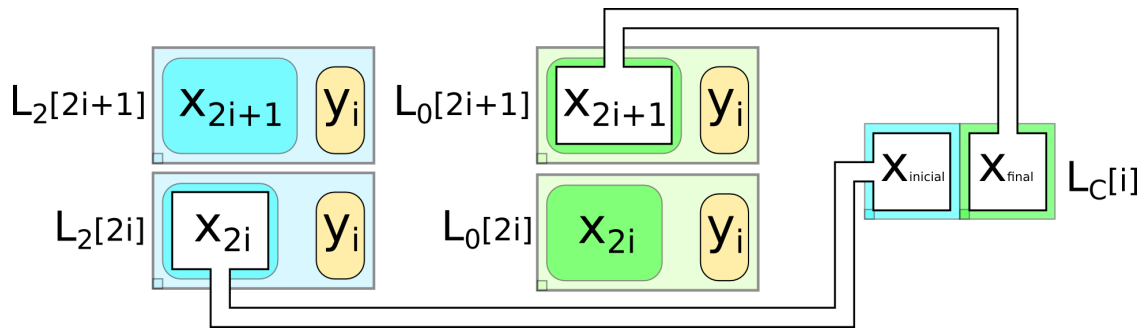 L2[2i+1] x2i+1 yi L0[2i+1] x2i+1 yi
xinicial xfinal LC[i]
L2[2i] x2i yi L0[2i] x2i yi